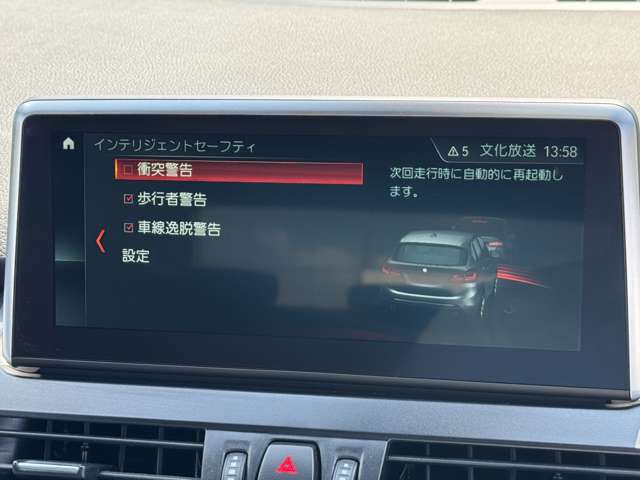 インテリジェントセーフティ
5 文化放送 13:58
衝突警告
歩行者警告
車線逸脱警告
設定
次回走行時に自動的に再起動し
ます。